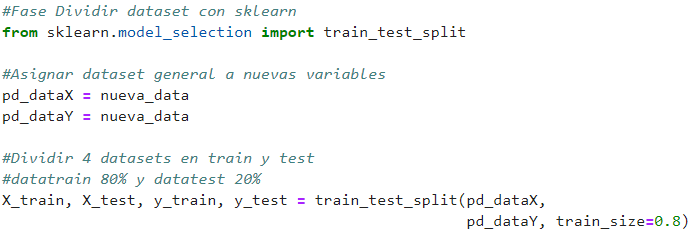 #Fase Dividir dataset con sklearn
from sklearn.model_selection import train_test_split
#Asignar dataset general a nuevas variables
pd_dataX = nueva_data
pd_dataY = nueva_data
#Dividir 4 datasets en train y test
#datatrain 80% y datatest 20%
X_train, X_test, y_train, y_test = train_test_split(pd_dataX,
pd_dataY, train_size=0.8)